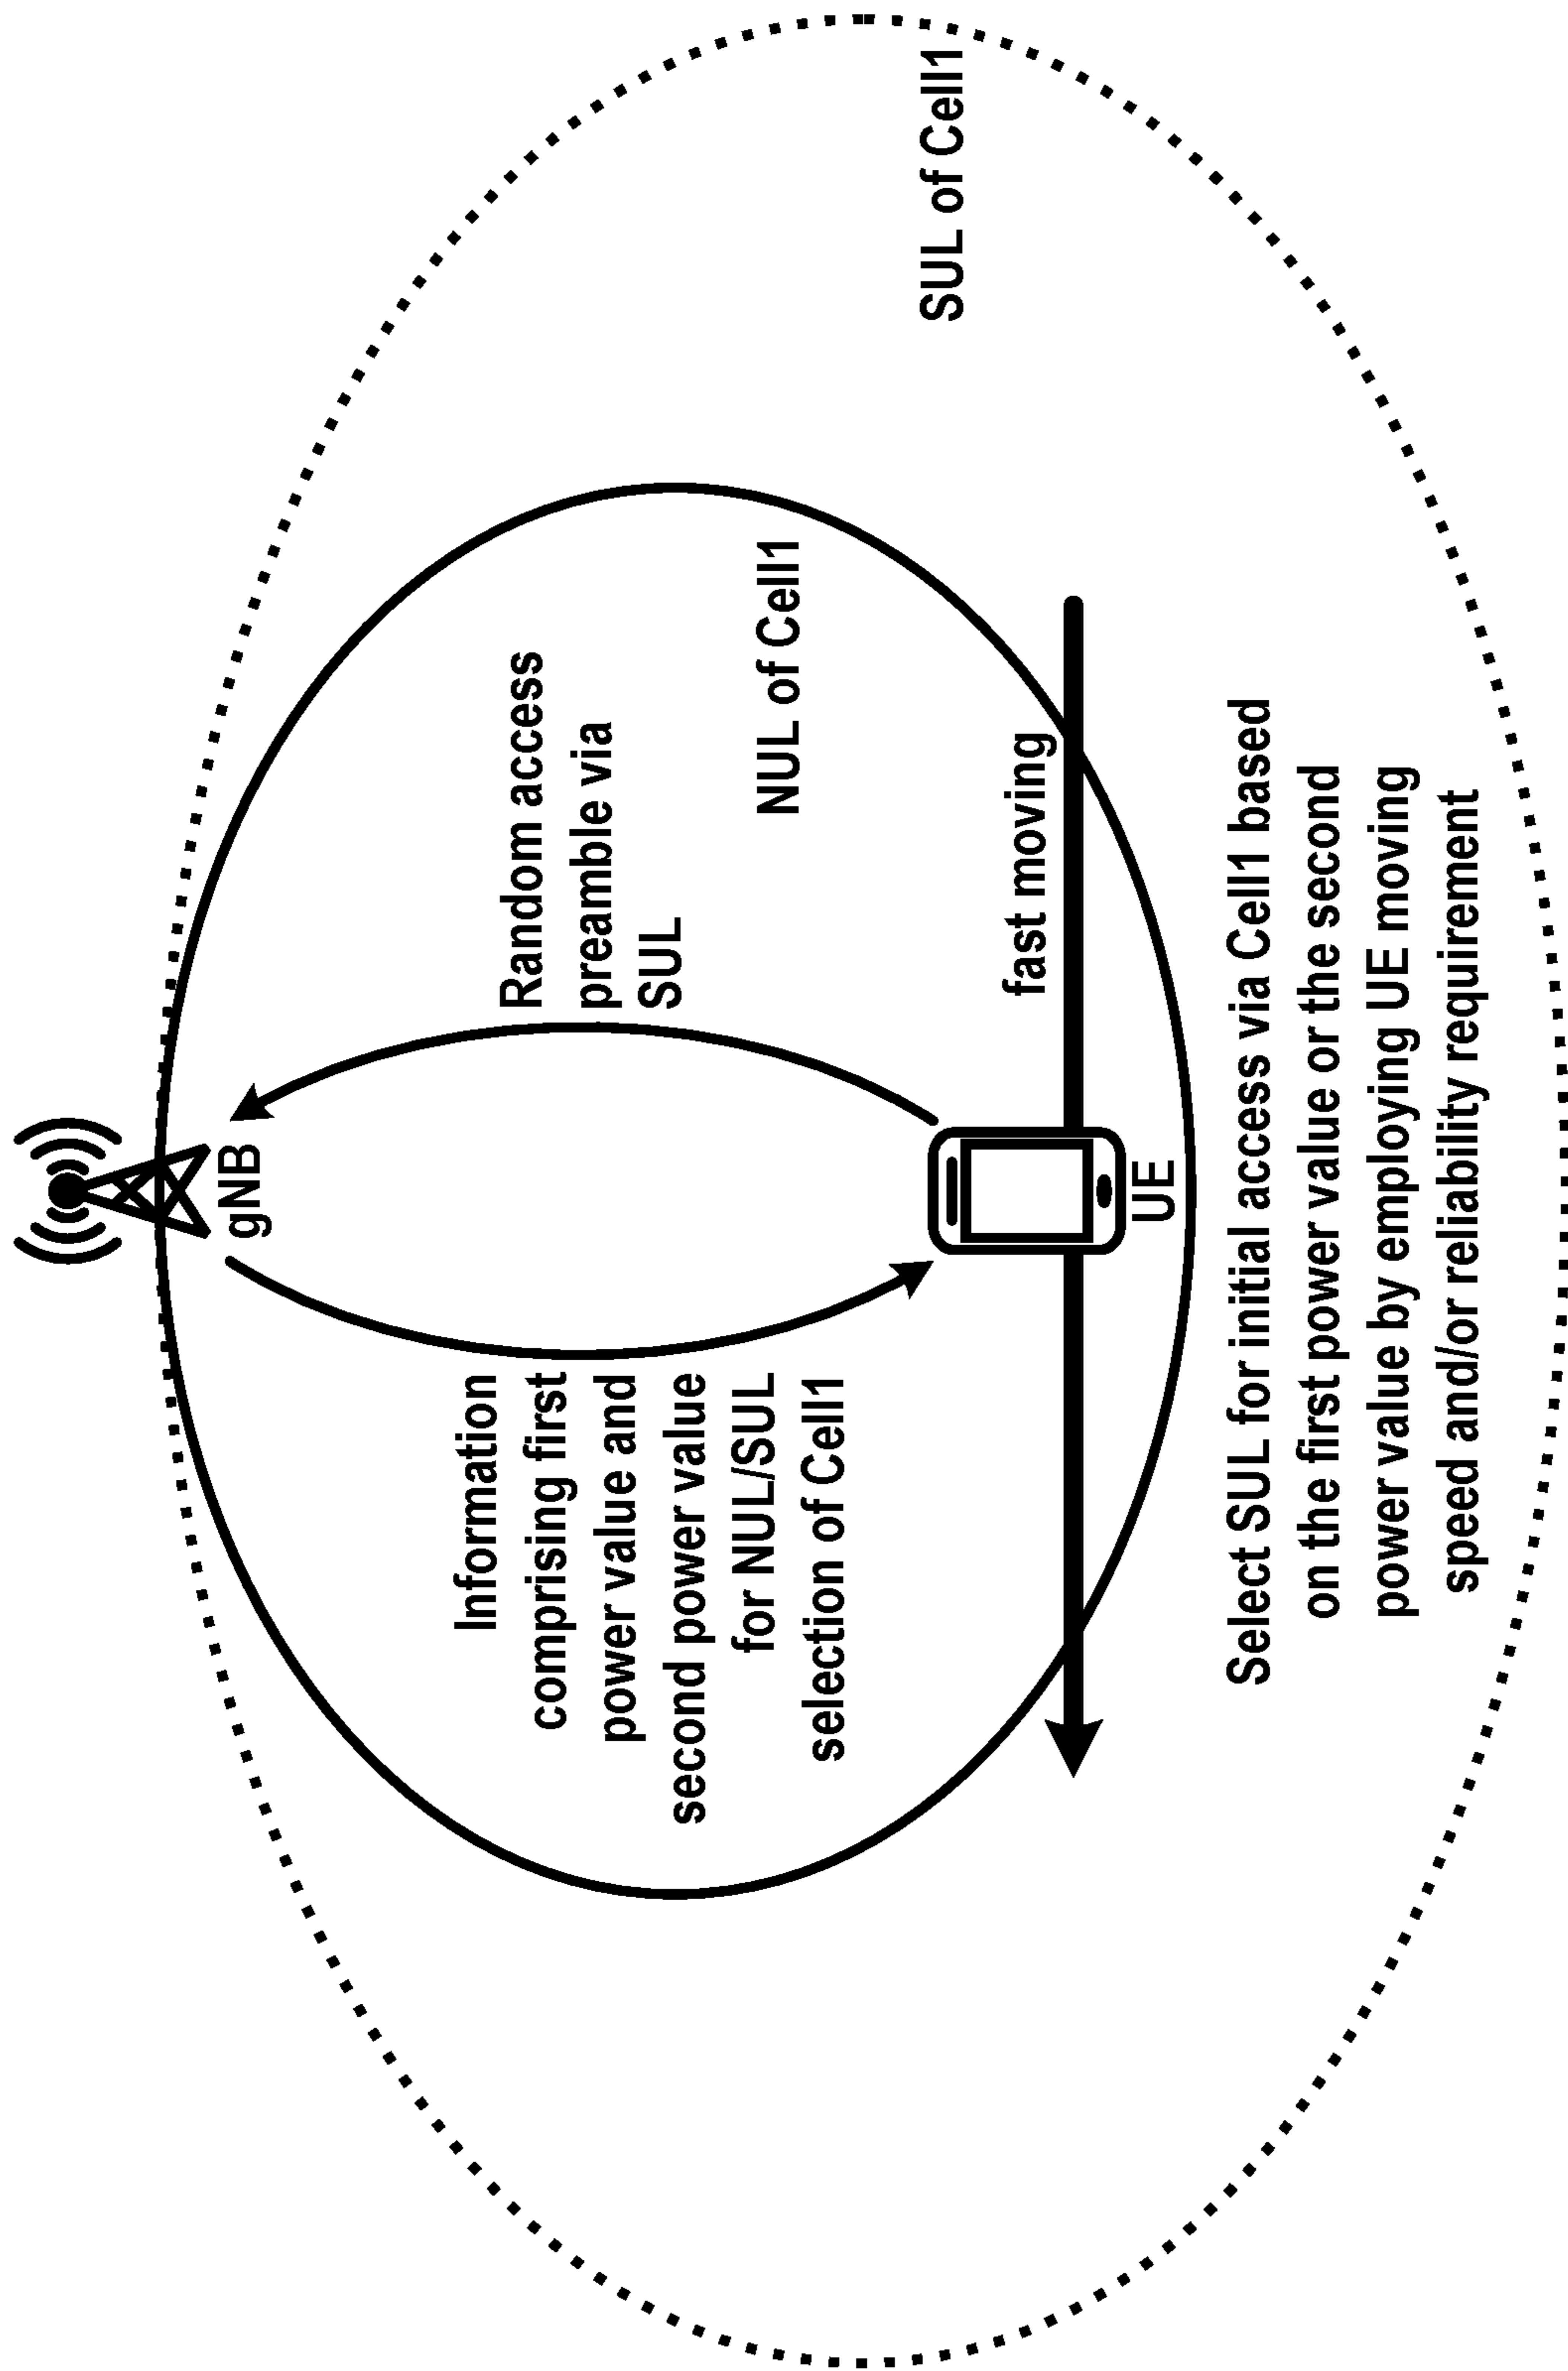 gNB
Information
comprising first
power value and
second power value
for NUL/SUL
selection of Cell1
Random access
preamble via
SUL
NUL of Cell1
SUL of Cell1
fast moving
UE
Select SUL for initial access via Cell1 based
on the first power value or the second
power value by employing UE moving
speed and/or reliability requirement